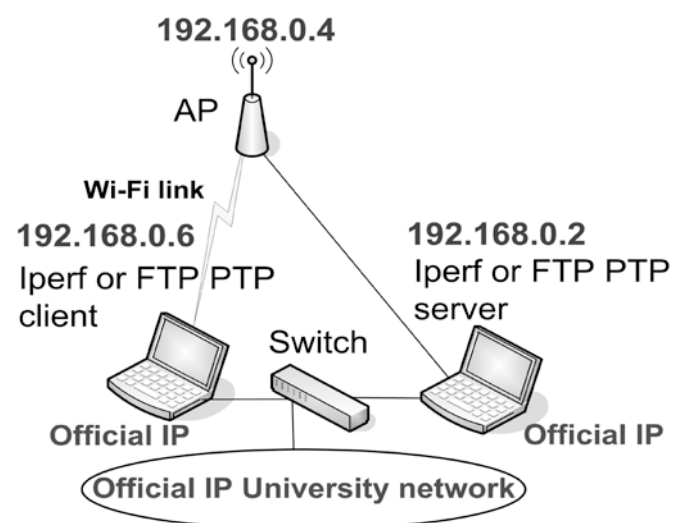 192.168.0.4
AP
Wi-Fi link
192.168.0.6
Iperf or FTP PTP
client
192.168.0.2
Iperf or FTP PTP
server
Switch
Official IP
Official IP
Official IP University network